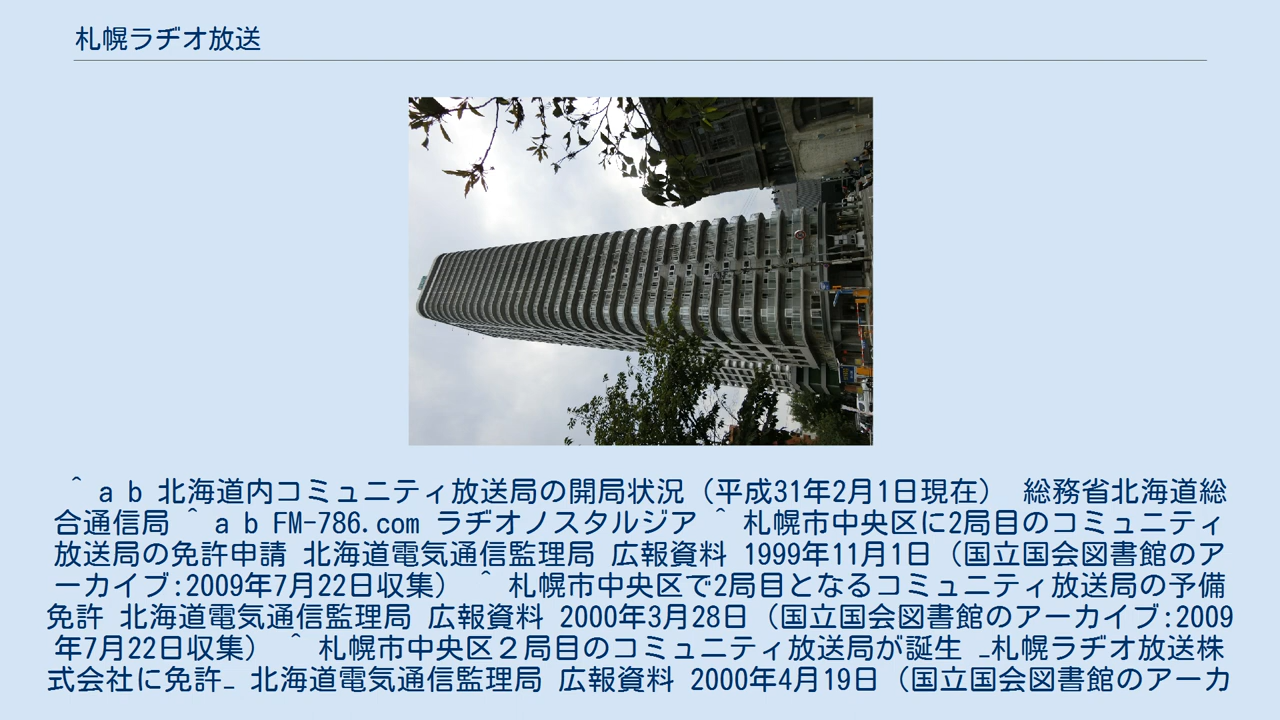 札幌ラヂオ放送
^ a b 北海道内コミュニティ放送局の開局状況（平成31年2月1日現在） 総務省北海道総
合通信局 ^ a b FM-786.com ラヂオノスタルジア ^ 札幌市中央区に2局目のコミュニティ
放送局の免許申請 北海道電気通信監理局 広報資料 1999年11月1日（国立国会図書館のア
ーカイブ:2009年7月22日収集） ^ 札幌市中央区で2局目となるコミュニティ放送局の予備
免許 北海道電気通信監理局 広報資料 2000年3月28日（国立国会図書館のアーカイブ:2009
年7月22日収集） ^ 札幌市中央区２局目のコミュニティ放送局が誕生 –札幌ラヂオ放送株
式会社に免許– 北海道電気通信監理局 広報資料 2000年4月19日（国立国会図書館のアーカ